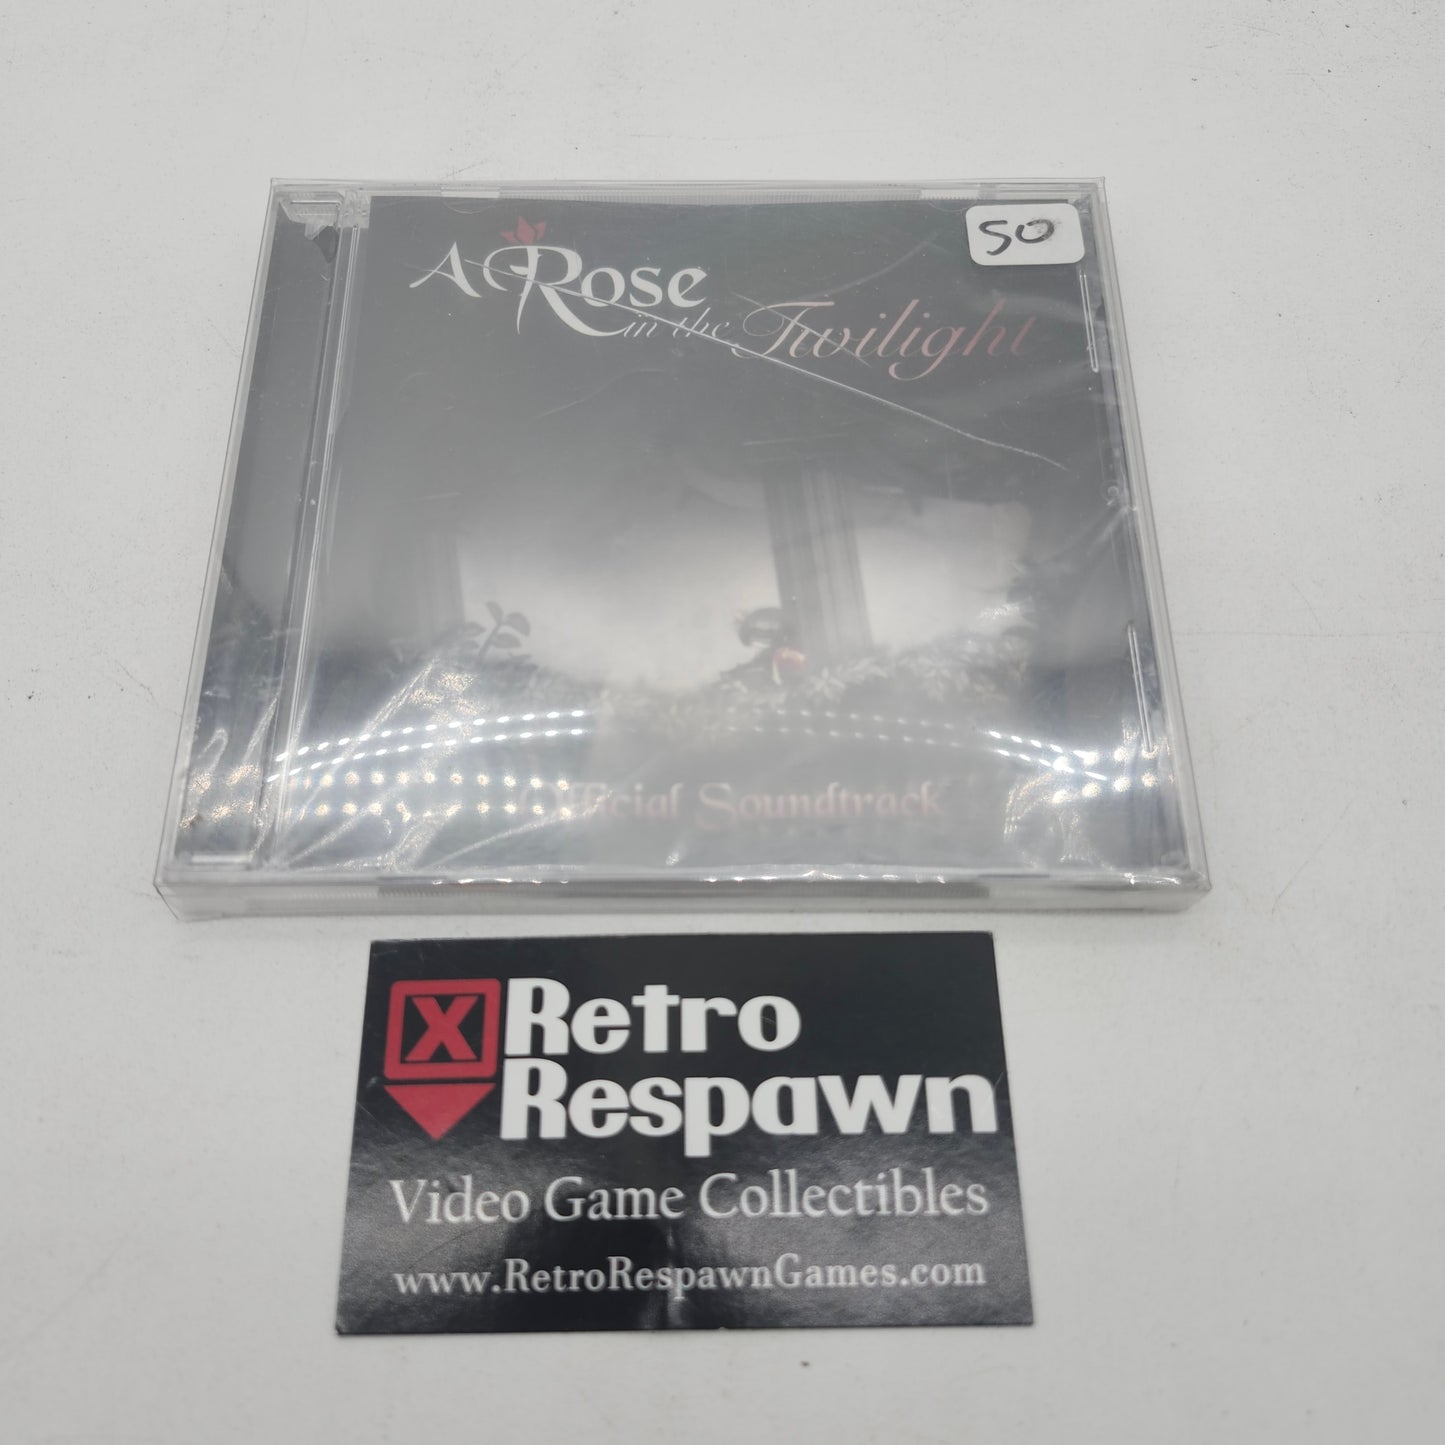 50
A Rose
in the Twilight
Official Soundtrack
X
Retro
Respawn
Video Game Collectibles
www.RetroRespawnGames.com